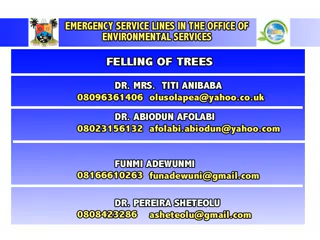 EMERGENCY SERVICE LINES IN THE OFFICE OF
ENVIRONMENTAL SERVICES
FELLING OF TREES
DR. MRS. TITI ANIBABA
08096361406 olusolapea@yahoo.co.uk
DR. ABIODUN AFOLABI
08023156132 afolabi.abiodun@yahoo.com
FUNMI ADEWUNMI
08166610263 funadewuni@gmail.com
DR. PEREIRA SHETEOLU
0808423286 asheteolu@gmail.com